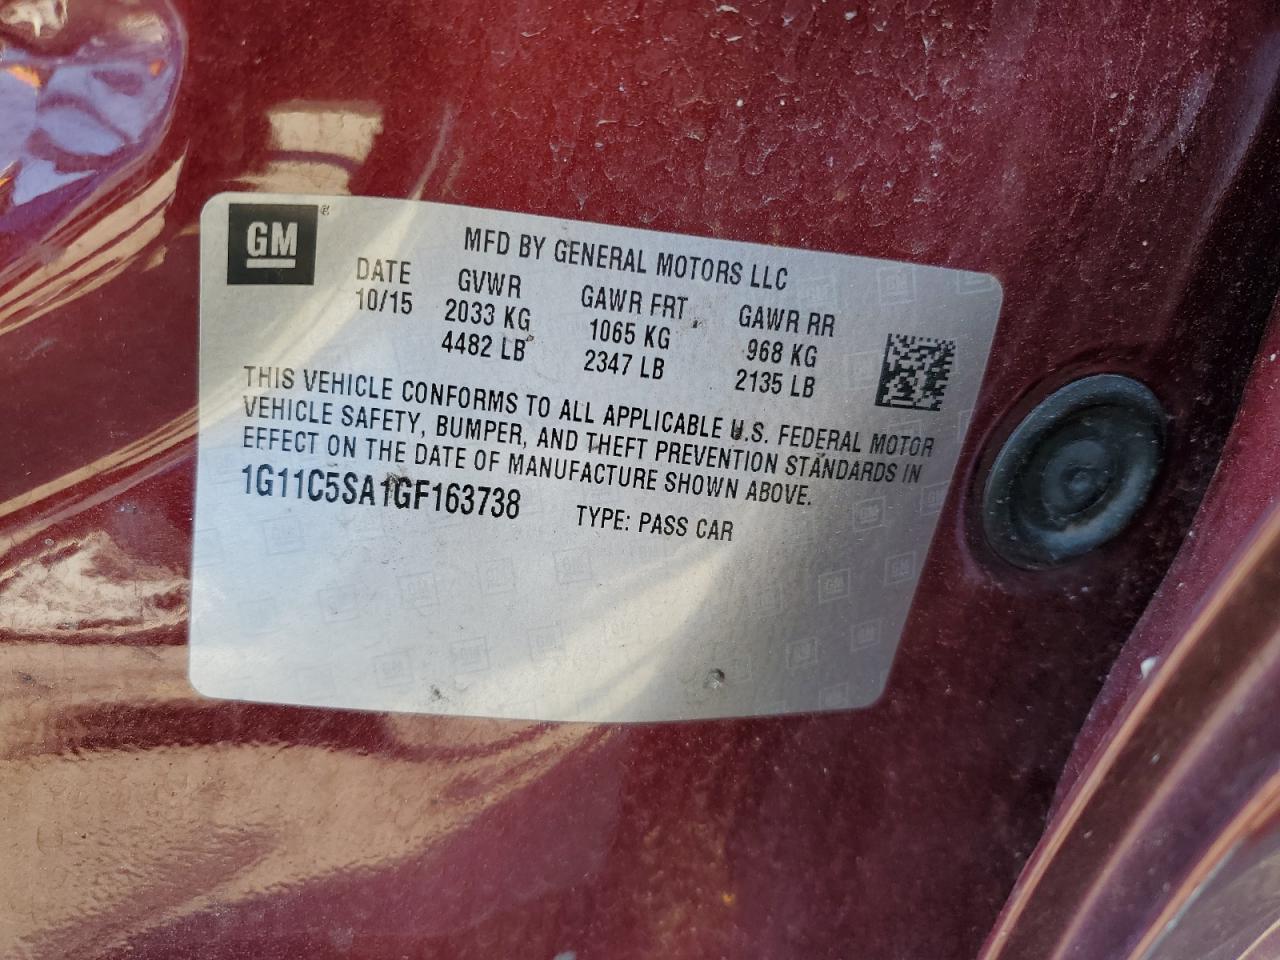 GM®
MFD BY GENERAL MOTORS LLC
DATE GVWR GAWR FRT GAWR RR
10/15 2033 KG 1065 KG 968 KG
4482 LB 2347 LB 2135 LB
THIS VEHICLE CONFORMS TO ALL APPLICABLE U.S. FEDERAL MOTOR
VEHICLE SAFETY, BUMPER, AND THEFT PREVENTION STANDARDS IN
EFFECT ON THE DATE OF MANUFACTURE SHOWN ABOVE.
1G11C5SA1GF163738 TYPE: PASS CAR